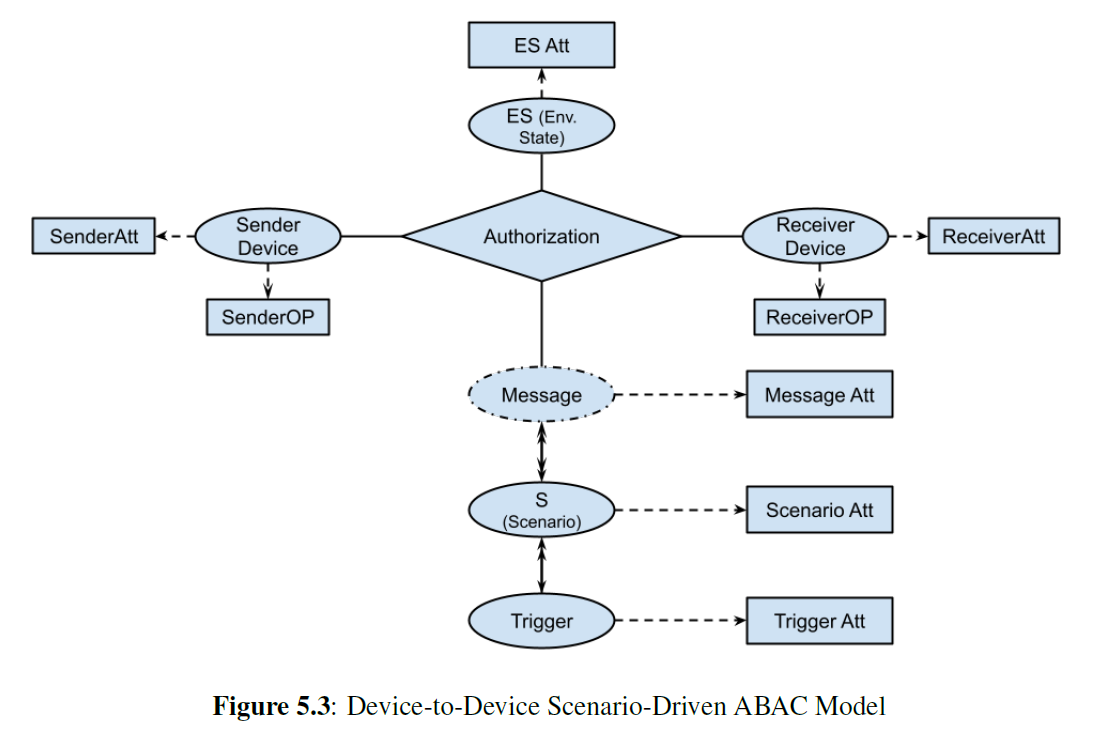 ES Att
ES (Env.
State)
Sender
Device
SenderAtt
SenderOP
Authorization
Receiver
Device
ReceiverAtt
ReceiverOP
Message
Message Att
S
(Scenario)
Scenario Att
Trigger
Trigger Att
Figure 5.3: Device-to-Device Scenario-Driven ABAC Model